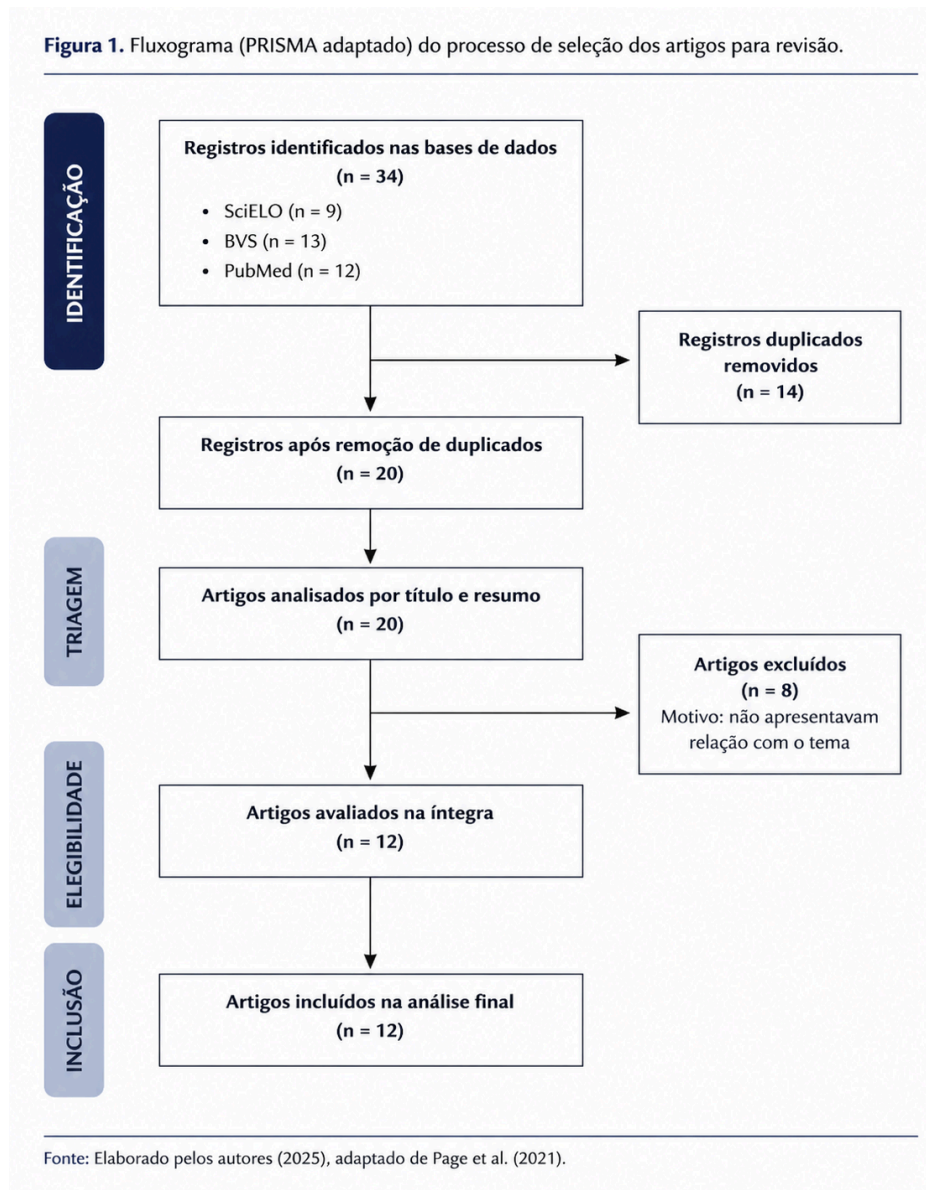 Figura 1. Fluxograma (PRISMA adaptado) do processo de seleção dos artigos para revisão.
IDENTIFICAÇÃO
Registros identificados nas bases de dados
(n = 34)
• SciELO (n = 9)
• BVS (n = 13)
• PubMed (n = 12)
Registros duplicados
removidos
(n = 14)
Registros após remoção de duplicados
(n = 20)
TRIAGEM
Artigos analisados por título e resumo
(n = 20)
Artigos excluídos
(n = 8)
Motivo: não apresentavam
relação com o tema
ELEGIBILIDADE
Artigos avaliados na íntegra
(n = 12)
INCLUSÃO
Artigos incluídos na análise final
(n = 12)
Fonte: Elaborado pelos autores (2025), adaptado de Page et al. (2021).